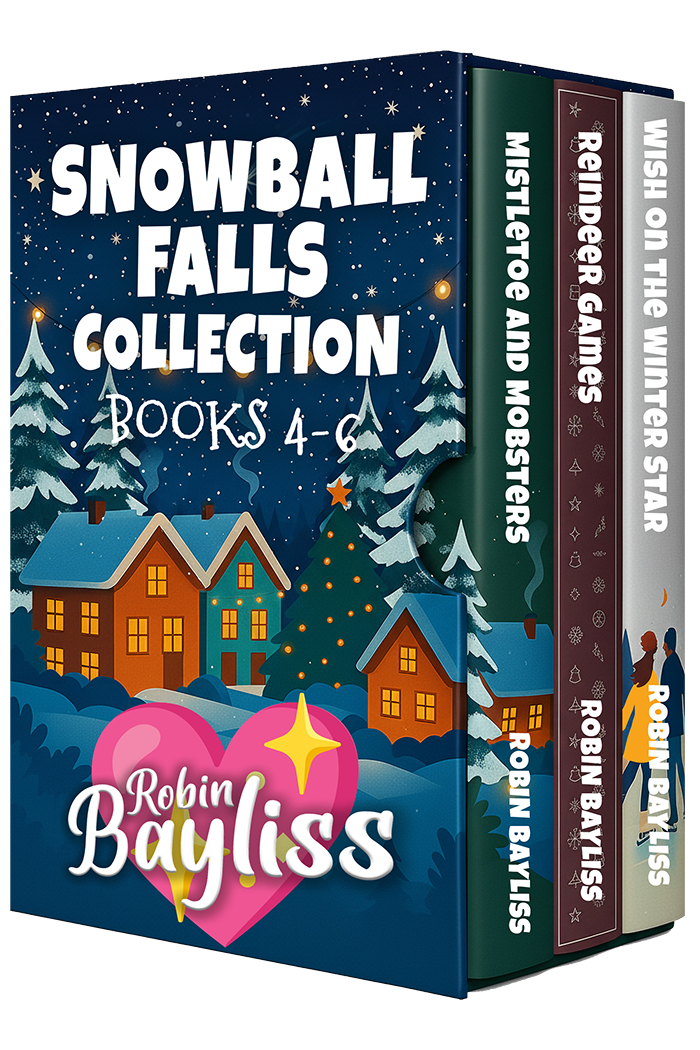 SNOWBALL
FALLS
COLLECTION
BOOKS 4-6
Robin
Bayliss
Mistletoe and Mobsters
Robin Bayliss
Reindeer Games
Robin Bayliss
Wish on the Winter Star
Robin Bayliss